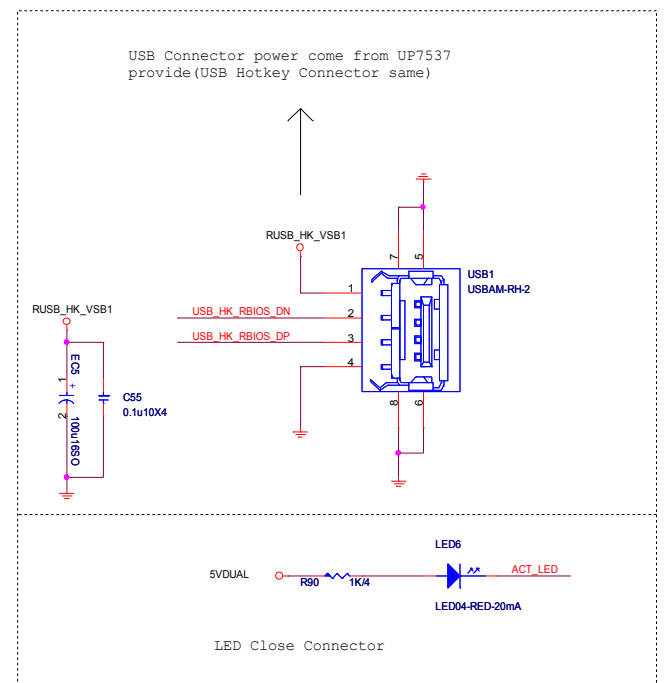 USB Connector power come from UP7537
provide(USB Hotkey Connector same)
RUSB_HK_VSB1
7
5
USB1
USBAM-RH-2
1
USB_HK_RBIOS_DN
2
USB_HK_RBIOS_DP
3
4
8
6
RUSB_HK_VSB1
EC5
1
+
2
100u16SO
C55
0.1u10X4
LED6
5VDUAL
R90
1K/4
ACT_LED
LED04-RED-20mA
LED Close Connector